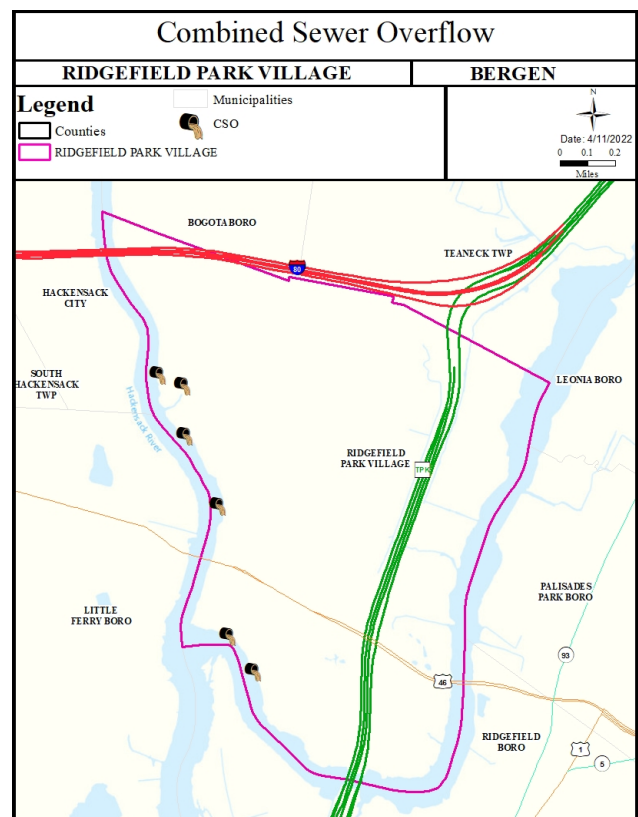 Combined Sewer Overflow
RIDGEFIELD PARK VILLAGE
BERGEN
Legend
Counties
RIDGEFIELD PARK VILLAGE
Municipalities
CSO
N
Date: 4/11/2022
0 0.1 0.2
Miles
BOGOTA BORO
TEANECK TWP
80
HACKENSACK
CITY
SOUTH
HACKENSACK
TWP
LEONIA BORO
Hackensack River
RIDGEFIELD
PARK VILLAGE
TPK
LITTLE
FERRY BORO
PALISADES
PARK BORO
93
46
RIDGEFIELD
BORO
1
5